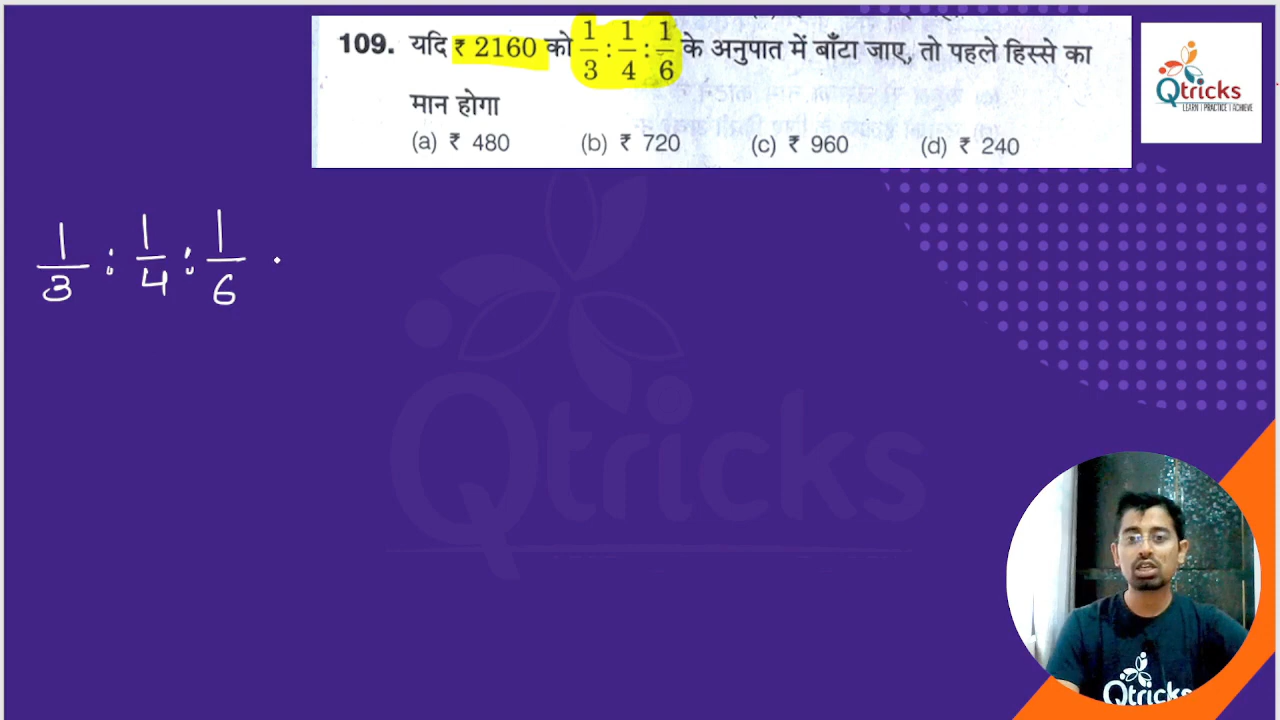 109. यदि ₹ 2160 को 1/3 : 1/4 : 1/6 के अनुपात में बाँटा जाए, तो पहले हिस्से का
मान होगा
(a) ₹ 480 (b) ₹ 720 (c) ₹ 960 (d) ₹ 240
Qtricks
LEARN | PRACTICE | ACHIEVE
1/3 : 1/4 : 1/6
Qtricks
Qtricks